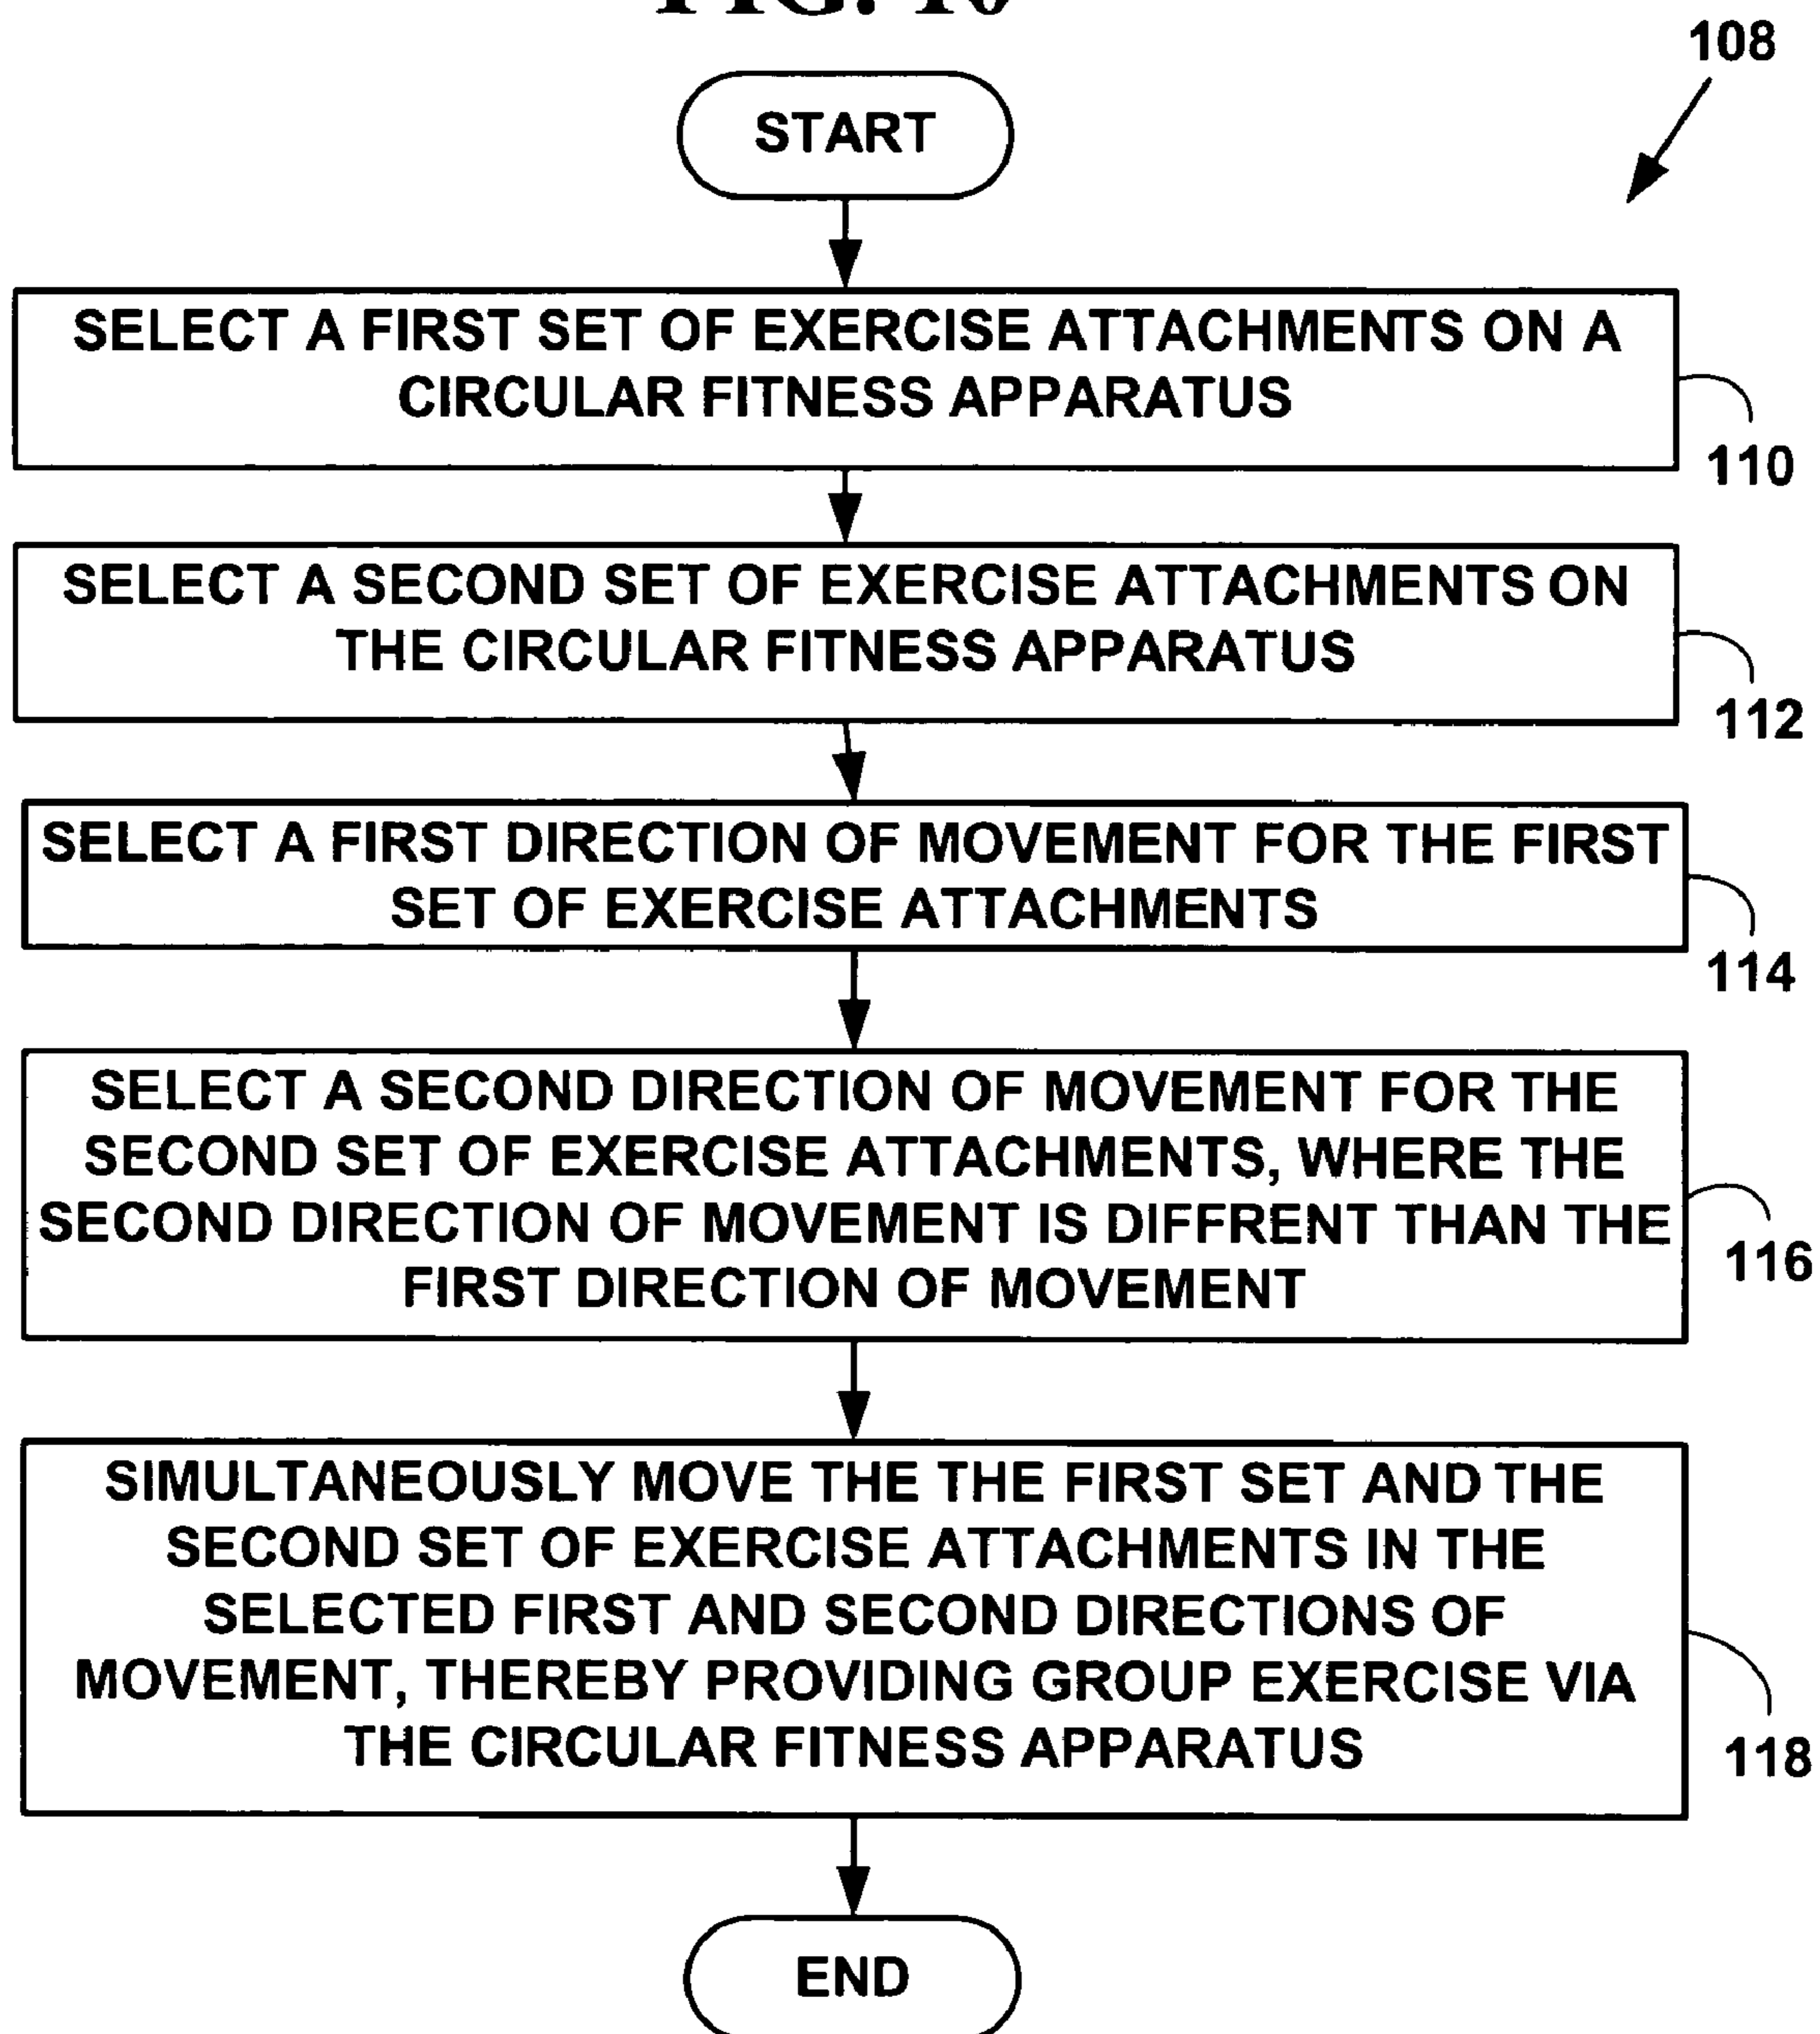 FIG. 10
108
START
SELECT A FIRST SET OF EXERCISE ATTACHMENTS ON A
CIRCULAR FITNESS APPARATUS
110
SELECT A SECOND SET OF EXERCISE ATTACHMENTS ON
THE CIRCULAR FITNESS APPARATUS
112
SELECT A FIRST DIRECTION OF MOVEMENT FOR THE FIRST
SET OF EXERCISE ATTACHMENTS
114
SELECT A SECOND DIRECTION OF MOVEMENT FOR THE
SECOND SET OF EXERCISE ATTACHMENTS, WHERE THE
SECOND DIRECTION OF MOVEMENT IS DIFFRENT THAN THE
FIRST DIRECTION OF MOVEMENT
116
SIMULTANEOUSLY MOVE THE THE FIRST SET AND THE
SECOND SET OF EXERCISE ATTACHMENTS IN THE
SELECTED FIRST AND SECOND DIRECTIONS OF
MOVEMENT, THEREBY PROVIDING GROUP EXERCISE VIA
THE CIRCULAR FITNESS APPARATUS
118
END